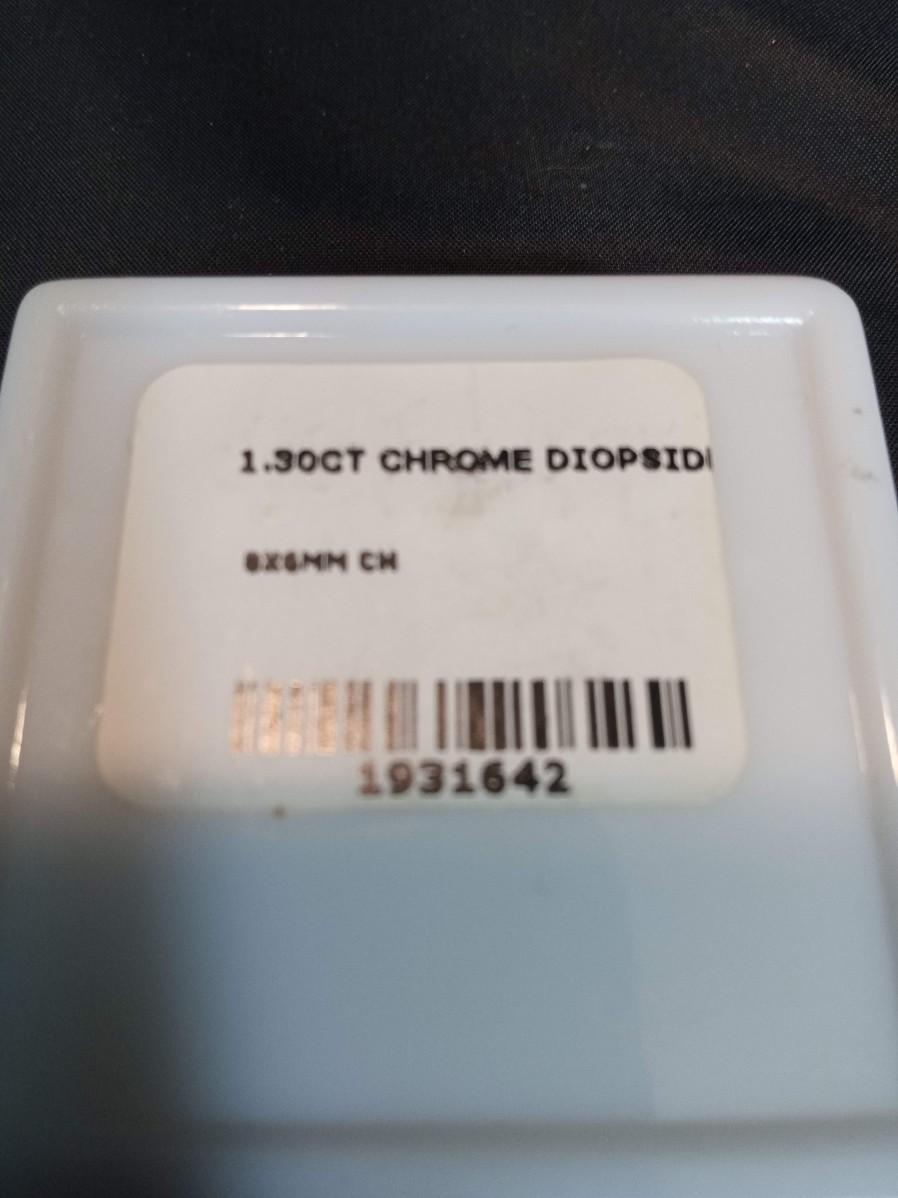 1.30CT CHROME DIOPSID
8X6MM CH
1931642